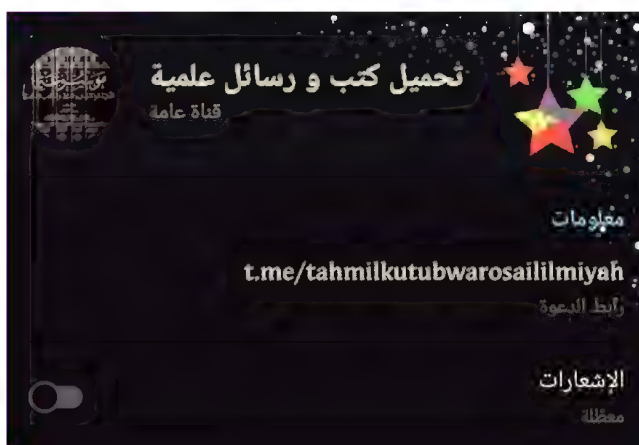 تحميل كتب و رسائل علمية
قناة عامة
معلومات
t.me/tahmilkutubwarosaililmiyah
رابط الدعوة
الإشعارات
معطلة